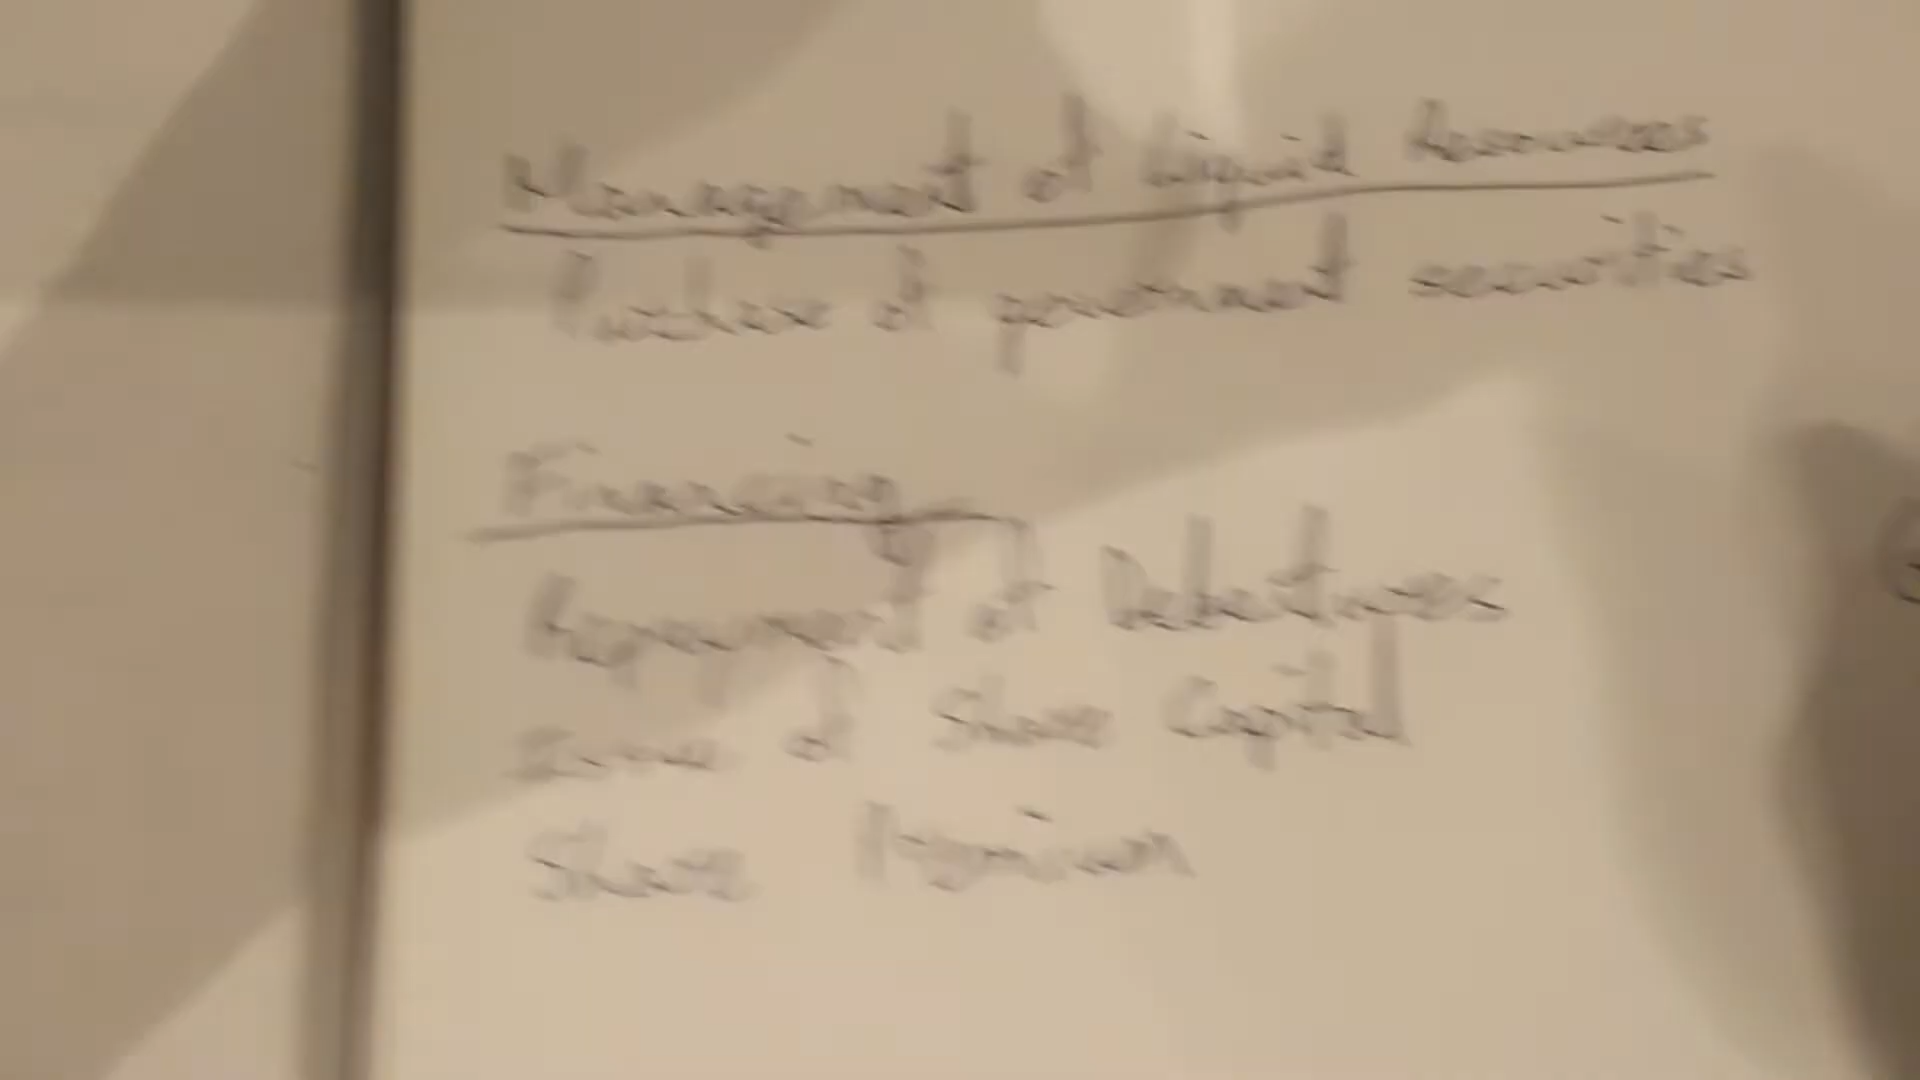 Management of Liquid Resources
Purchase of government securities
Financing
Repayment of Debentures
Issue of Share Capital
Share Premium